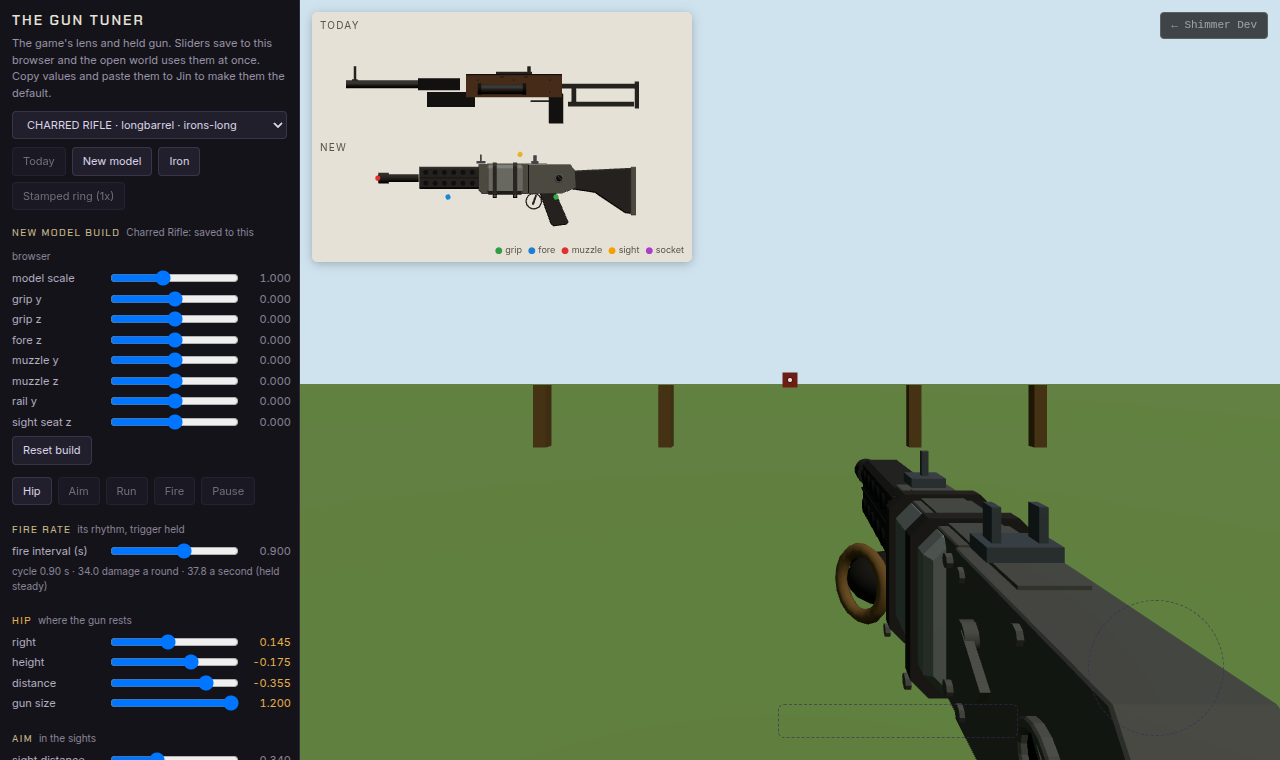 THE GUN TUNER
The game's lens and held gun. Sliders save to this
browser and the open world uses them at once.
Copy values and paste them to Jin to make them the
default.
CHARRED RIFLE · longbarrel · irons-long
Today
New model
Iron
Stamped ring (1x)
NEW MODEL BUILD Charred Rifle: saved to this
browser
model scale 1.000
grip y 0.000
grip z 0.000
fore z 0.000
muzzle y 0.000
muzzle z 0.000
rail y 0.000
sight seat z 0.000
Reset build
Hip
Aim
Run
Fire
Pause
FIRE RATE its rhythm, trigger held
fire interval (s) 0.900
cycle 0.90 s · 34.0 damage a round · 37.8 a second (held
steady)
HIP where the gun rests
right 0.145
height -0.175
distance -0.355
gun size 1.200
AIM in the sights
sight distance 0.340
TODAY
NEW
grip fore muzzle sight socket
← Shimmer Dev